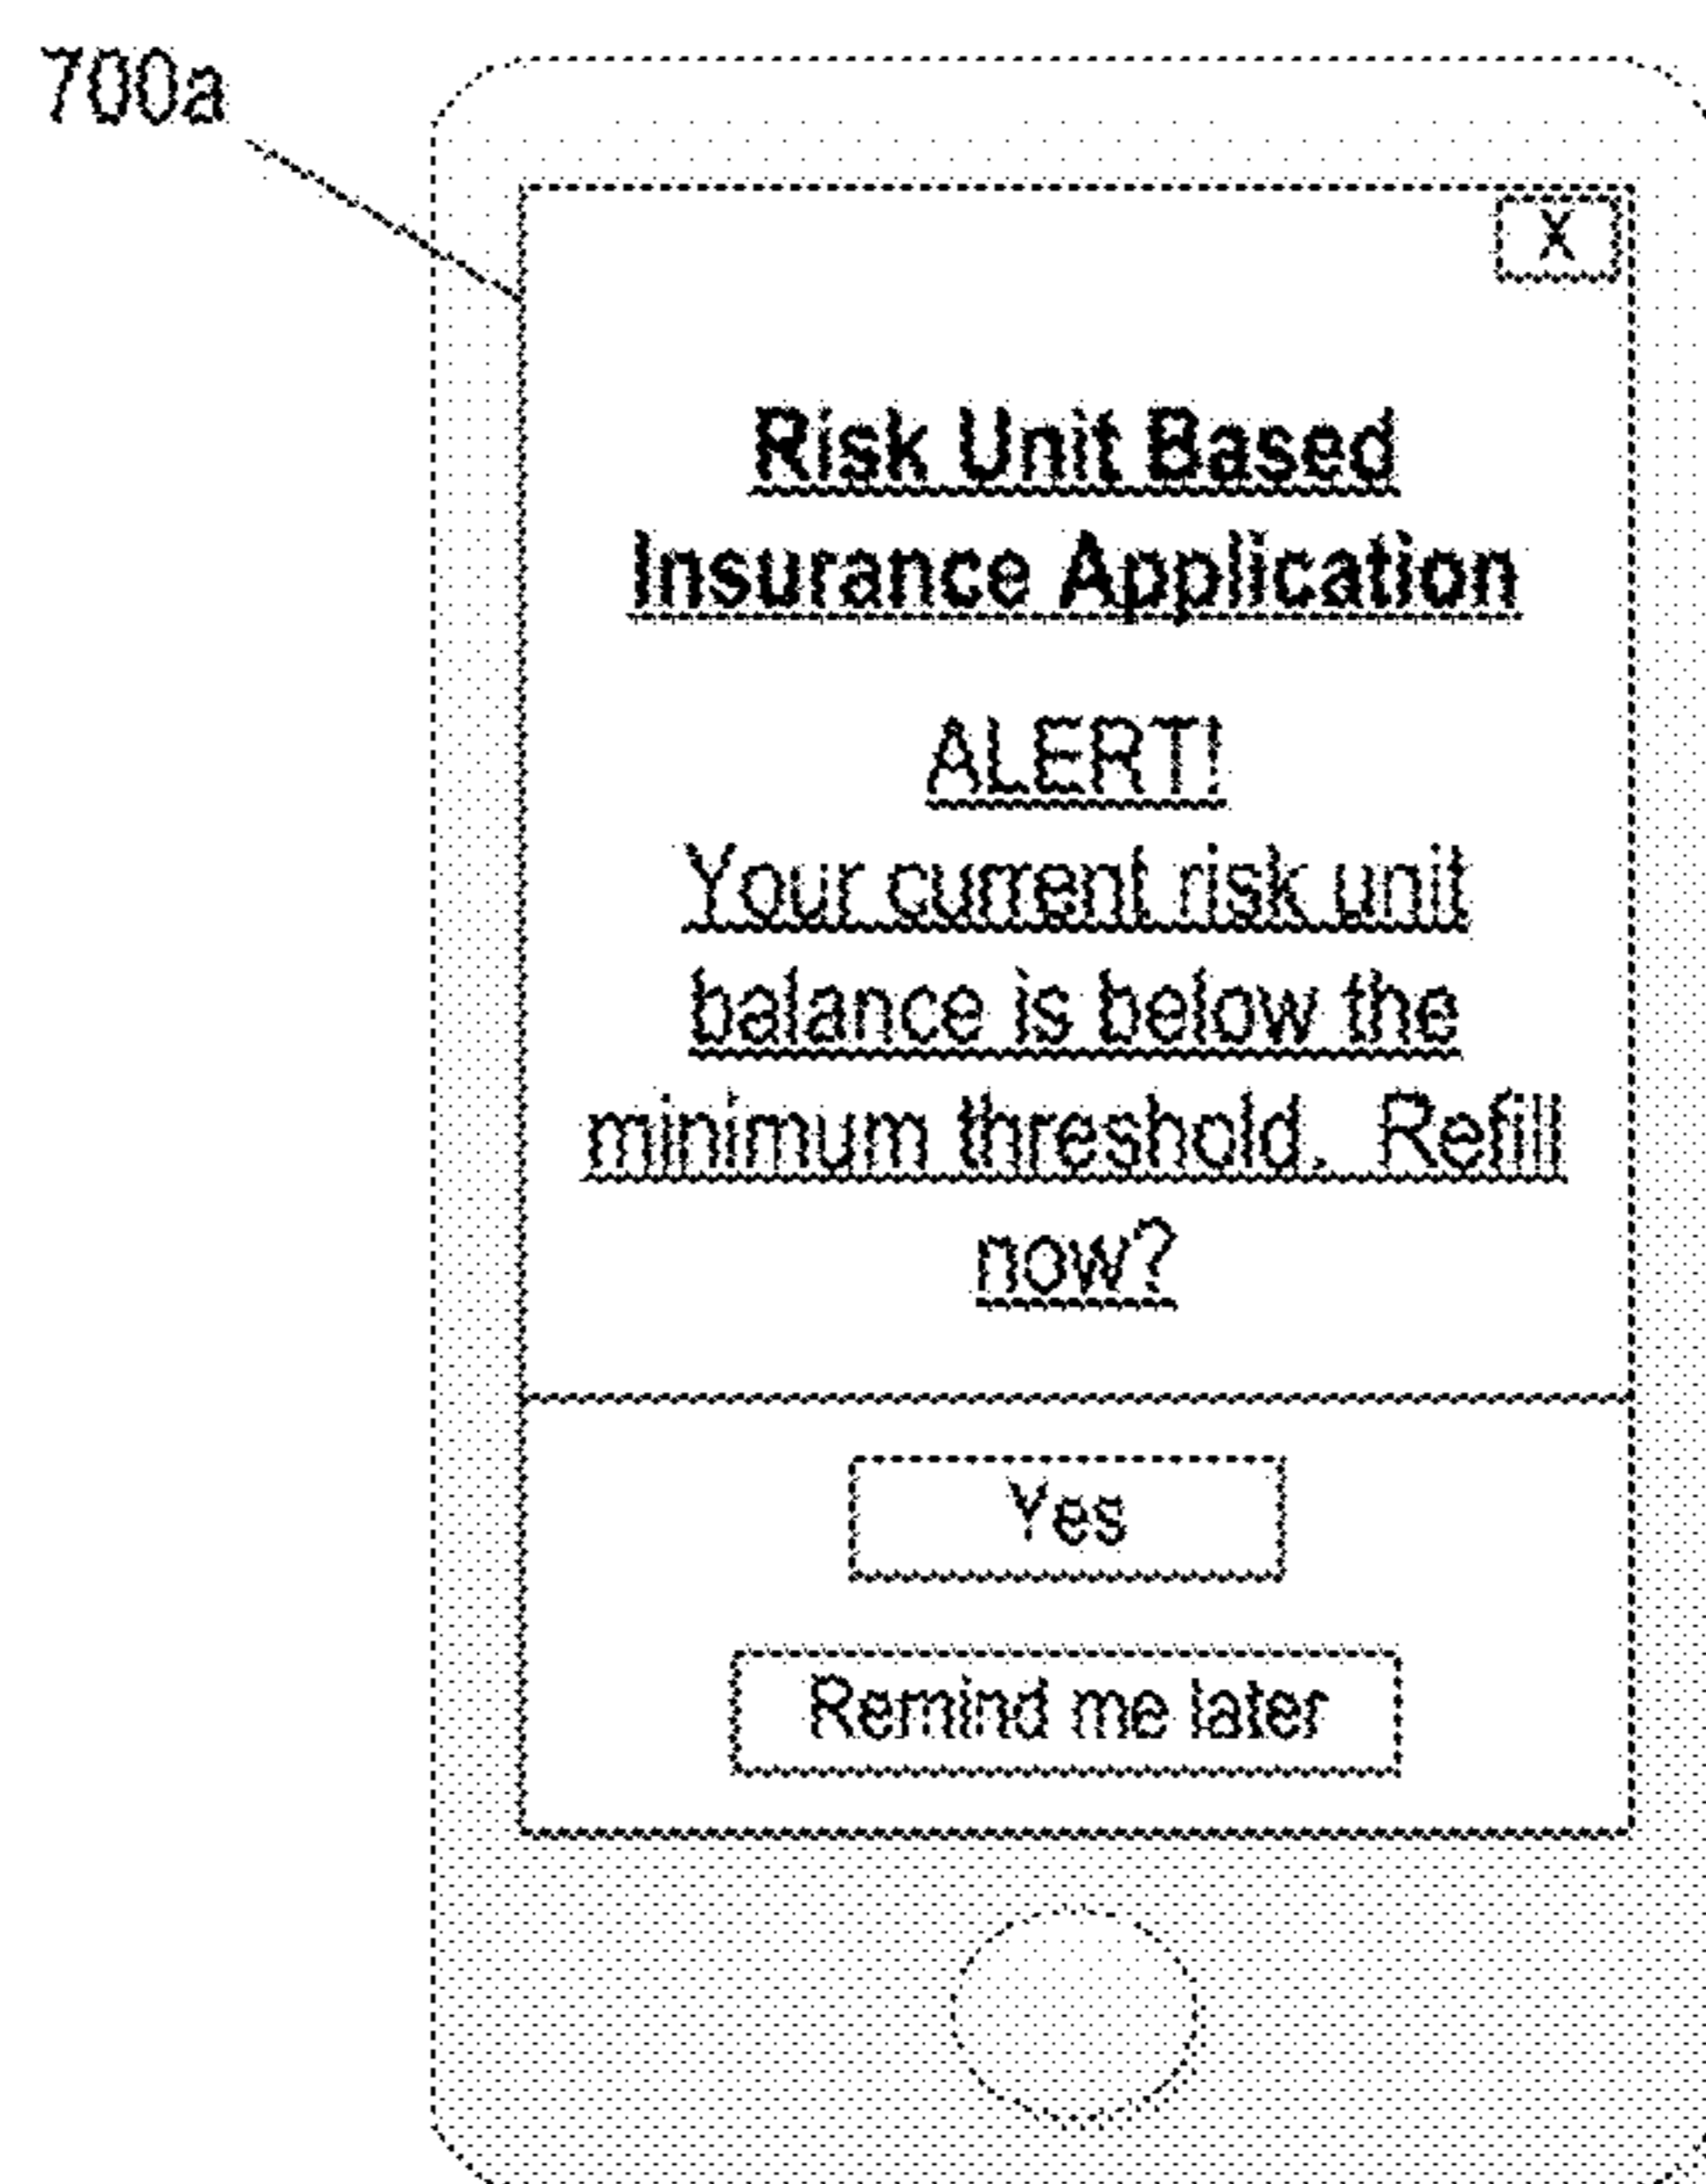 700a
X
Risk Unit Based
Insurance Application
ALERT!
Your current risk unit
balance is below the
minimum threshold. Refill
now?
Yes
Remind me later